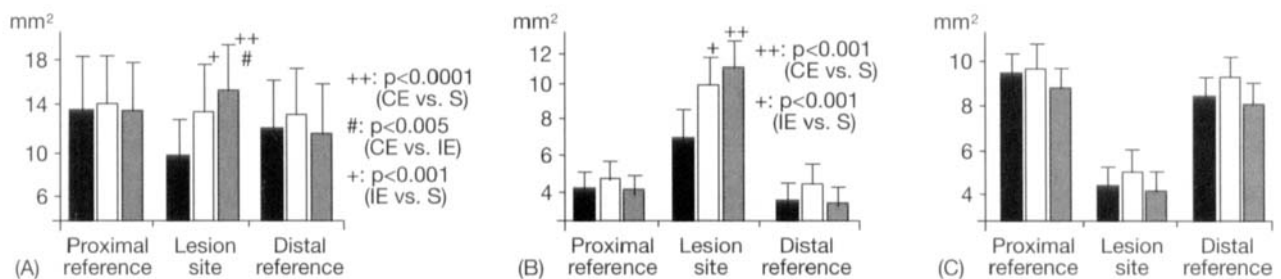 mm²
18
14
10
6
++
+
#
++: p<0.0001
(CE vs. S)
#: p<0.005
(CE vs. IE)
+: p<0.001
(IE vs. S)
(A)
Proximal
reference
Lesion
site
Distal
reference
mm²
12
10
8
6
4
+
++
++: p<0.001
(CE vs. S)
+: p<0.001
(IE vs. S)
(B)
Proximal
reference
Lesion
site
Distal
reference
mm²
10
8
6
4
2
(C)
Proximal
reference
Lesion
site
Distal
reference